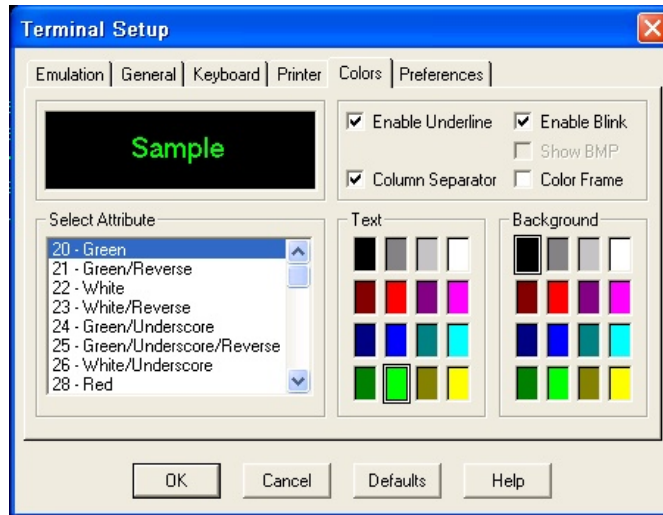 Terminal Setup
Emulation General Keyboard Printer Colors Preferences
Sample
Enable Underline
Enable Blink
Show BMP
Column Separator
Color Frame
Select Attribute
20 - Green
21 - Green/Reverse
22 - White
23 - White/Reverse
24 - Green/Underscore
25 - Green/Underscore/Reverse
26 - White/Underscore
28 - Red
Text
Background
OK
Cancel
Defaults
Help